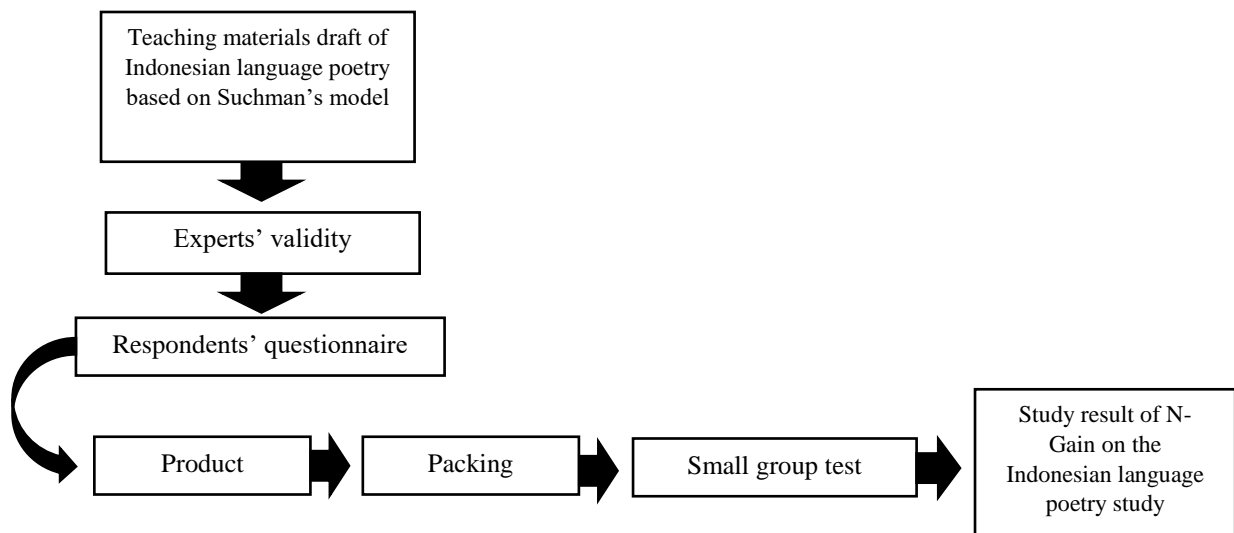 Teaching materials draft of
Indonesian language poetry
based on Suchman’s model
Experts’ validity
Respondents’ questionnaire
Product
Packing
Small group test
Study result of N-
Gain on the
Indonesian language
poetry study